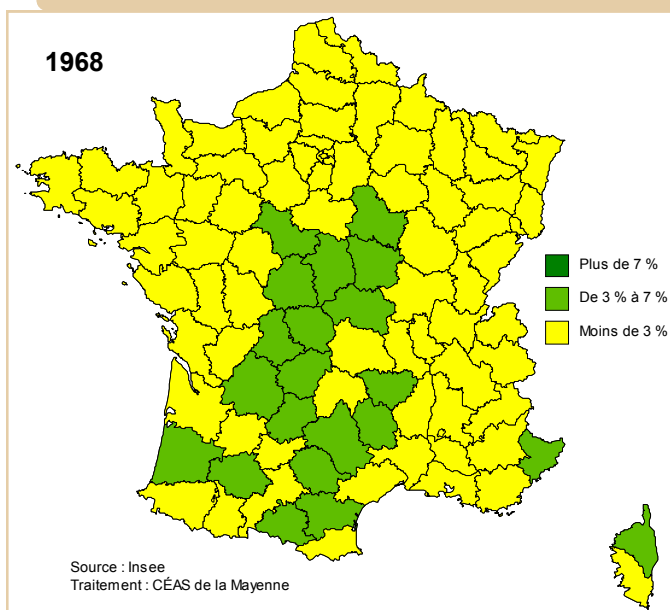 1968
Plus de 7 %
De 3 % à 7 %
Moins de 3 %
Source : Insee
Traitement : CÉAS de la Mayenne